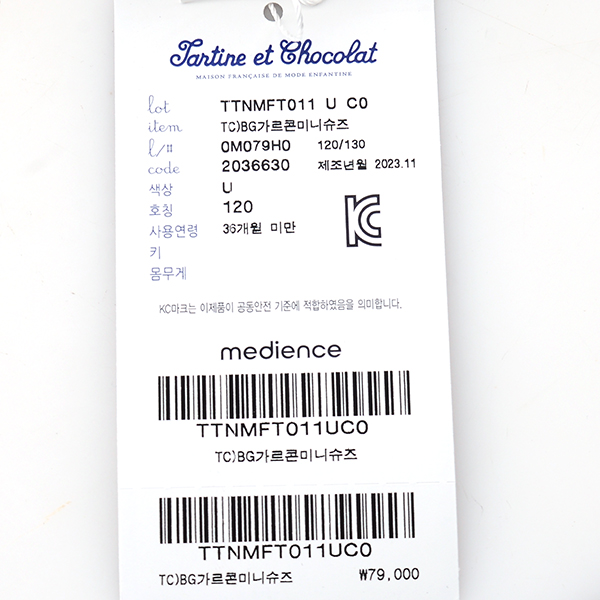 Tartine et Chocolat
MAISON FRANÇAISE DE MODE ENFANTINE
lot TTNMFT011 U C0
item TC)BG가르콘미니슈즈
l/# 0M079H0 120/130
code 2036630 제조년월 2023.11
색상 U
호칭 120
사용연령 36개월 미만
키
몸무게
KC마크는 이제품이 공동안전 기준에 적합하였음을 의미합니다.
medience
TTNMFT011UC0
TC)BG가르콘미니슈즈
TTNMFT011UC0
TC)BG가르콘미니슈즈 ₩79,000